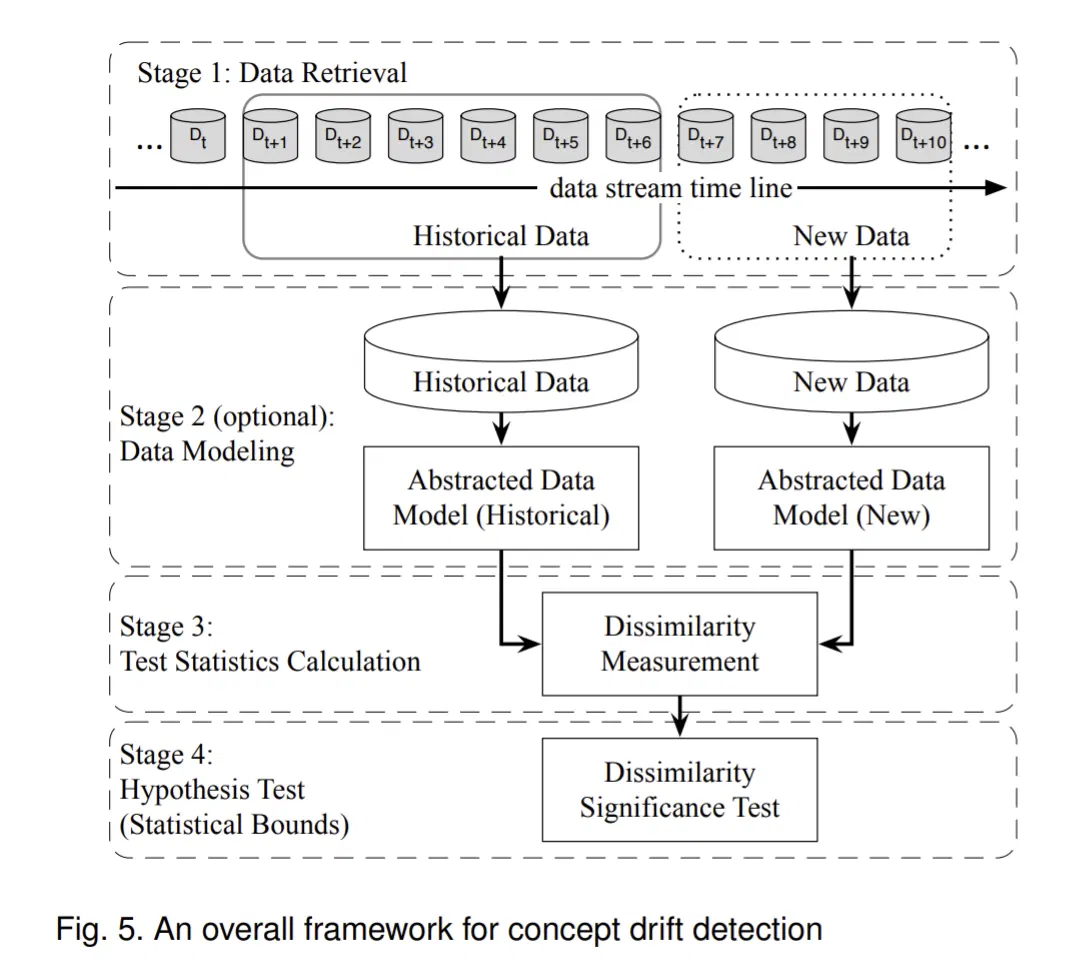 Stage 1: Data Retrieval
... Dt Dt+1 Dt+2 Dt+3 Dt+4 Dt+5 Dt+6 Dt+7 Dt+8 Dt+9 Dt+10 ...
data stream time line
Historical Data
New Data
Historical Data
New Data
Stage 2 (optional):
Data Modeling
Abstracted Data
Model (Historical)
Abstracted Data
Model (New)
Stage 3:
Test Statistics Calculation
Dissimilarity
Measurement
Stage 4:
Hypothesis Test
(Statistical Bounds)
Dissimilarity
Significance Test
Fig. 5. An overall framework for concept drift detection